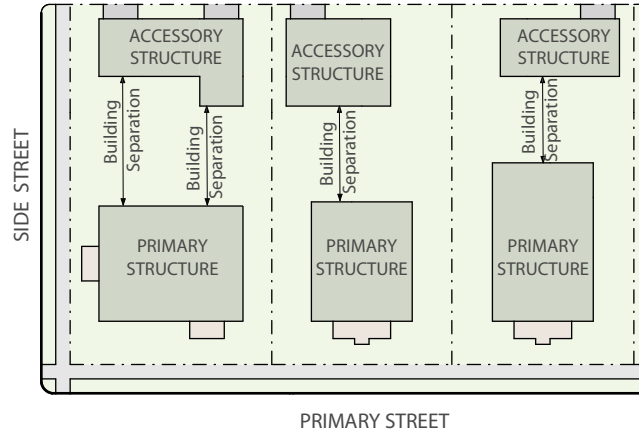 ACCESSORY
STRUCTURE
ACCESSORY
STRUCTURE
ACCESSORY
STRUCTURE
Building
Separation
Building
Separation
Building
Separation
Building
Separation
PRIMARY
STRUCTURE
PRIMARY
STRUCTURE
PRIMARY
STRUCTURE
SIDE STREET
PRIMARY STREET